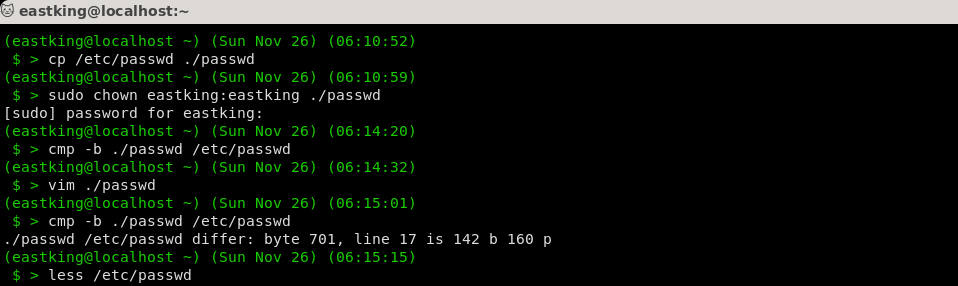 eastking@localhost:~
(eastking@localhost ~) (Sun Nov 26) (06:10:52)
$ > cp /etc/passwd ./passwd
(eastking@localhost ~) (Sun Nov 26) (06:10:59)
$ > sudo chown eastking:eastking ./passwd
[sudo] password for eastking:
(eastking@localhost ~) (Sun Nov 26) (06:14:20)
$ > cmp -b ./passwd /etc/passwd
(eastking@localhost ~) (Sun Nov 26) (06:14:32)
$ > vim ./passwd
(eastking@localhost ~) (Sun Nov 26) (06:15:01)
$ > cmp -b ./passwd /etc/passwd
./passwd /etc/passwd differ: byte 701, line 17 is 142 b 160 p
(eastking@localhost ~) (Sun Nov 26) (06:15:15)
$ > less /etc/passwd